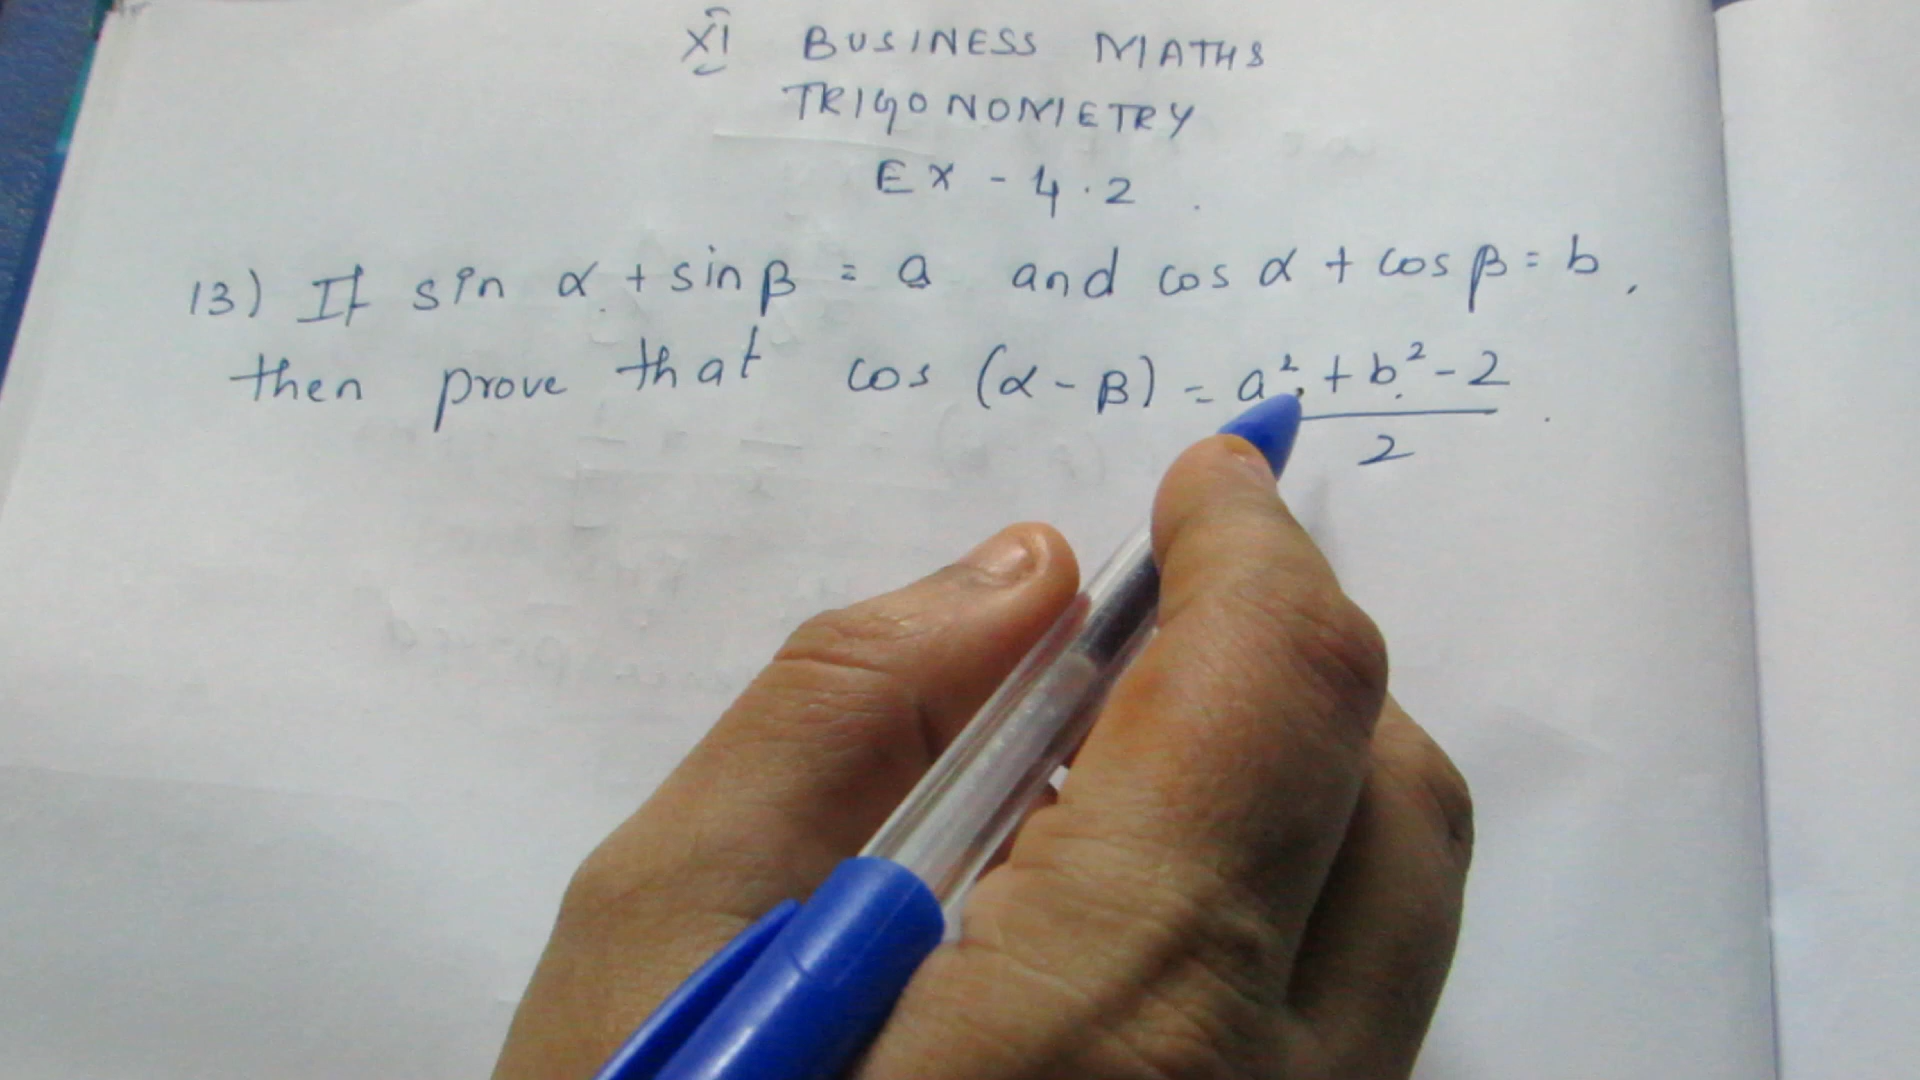 XI BUSINESS MATHS
TRIGONOMETRY
EX - 4.2
13) If sin α + sin β = a and cos α + cos β = b,
then prove that cos (α - β) = a² + b² - 2
2